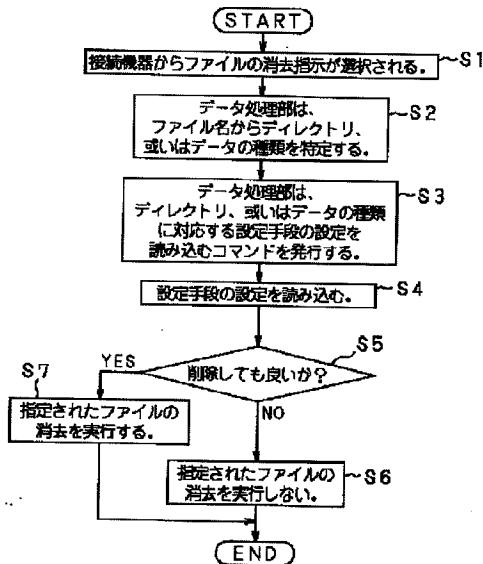 START
接続機器からファイルの消去指示が選択される。
S1
データ処理部は、
ファイル名からディレクトリ、
或いはデータの種類を特定する。
S2
データ処理部は、
ディレクトリ、或いはデータの種類
に対応する設定手段の設定を
読み込むコマンドを発行する。
S3
設定手段の設定を読み込む。
S4
削除しても良いか？
S5
YES
NO
S7
指定されたファイルの
消去を実行する。
指定されたファイルの
消去を実行しない。
S6
END